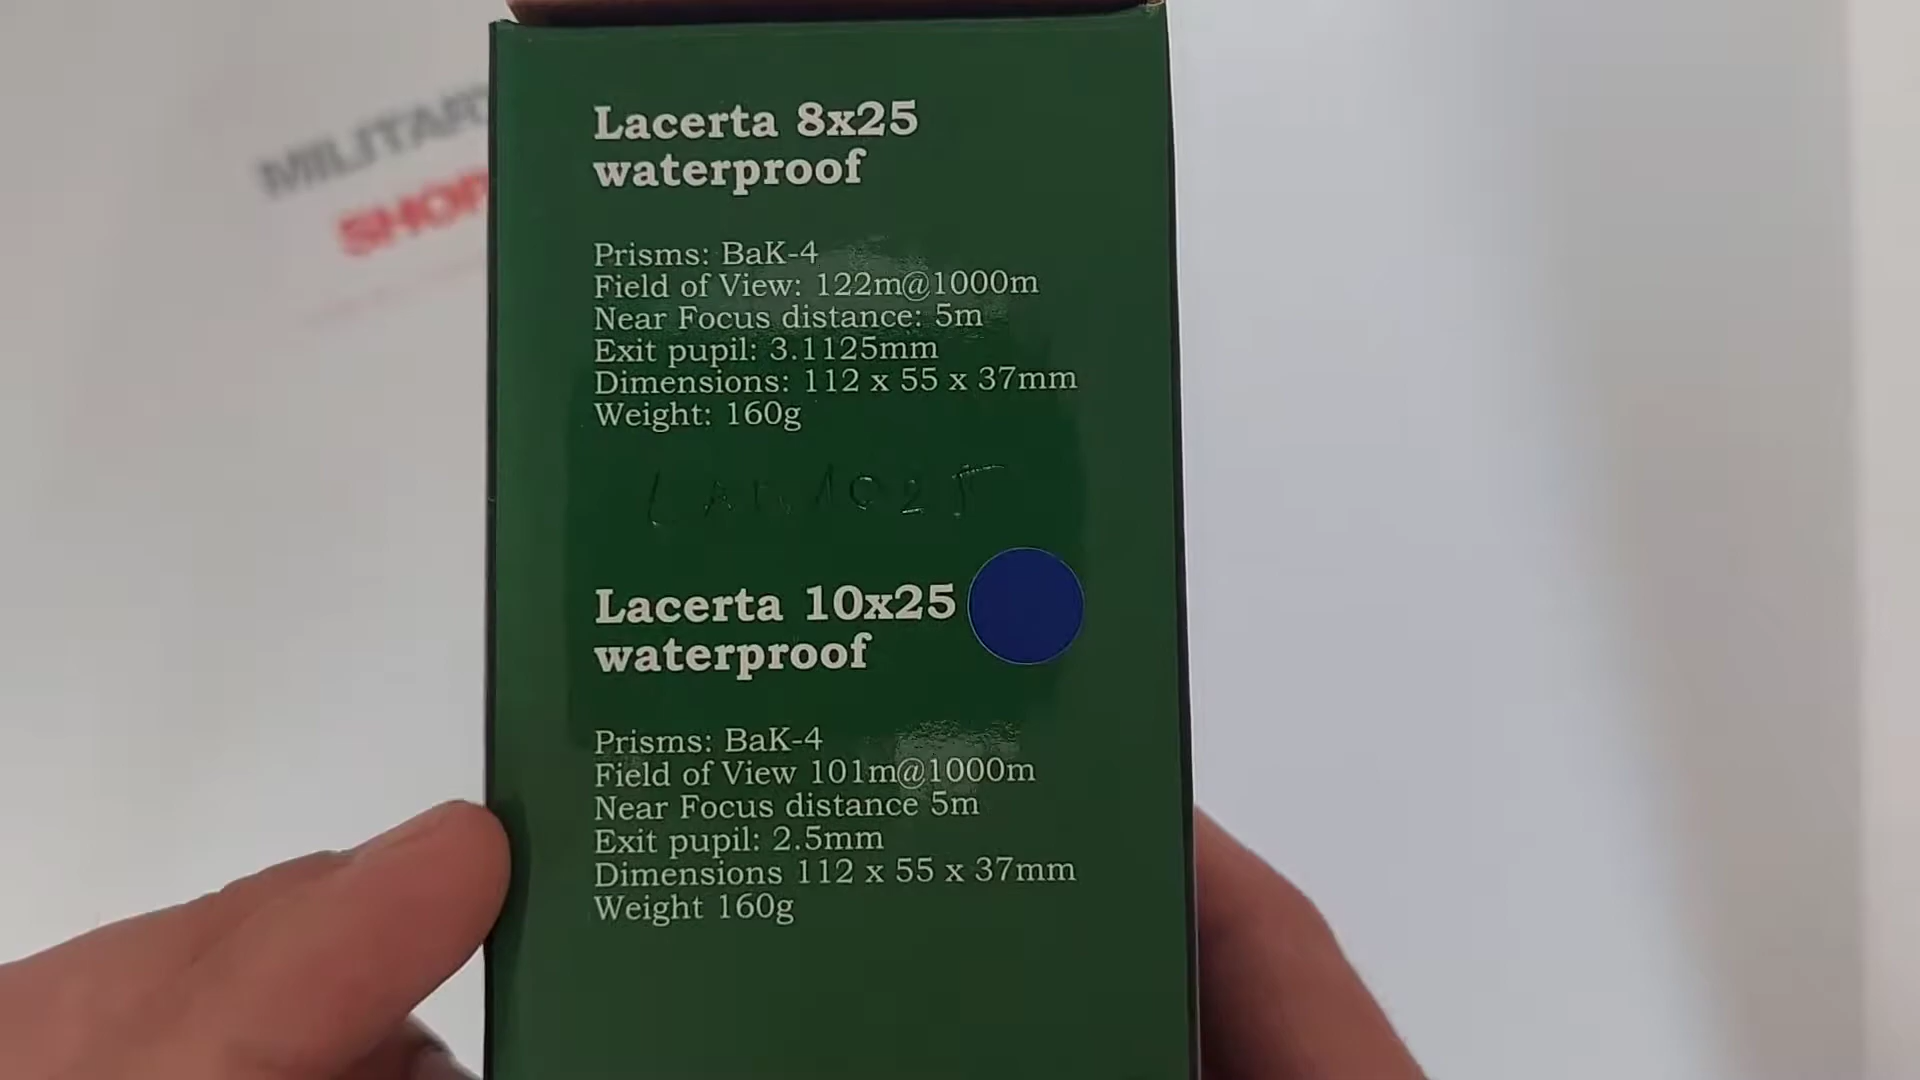 MILITARY
SHOP
Lacerta 8x25
waterproof
Prisms: BaK-4
Field of View: 122m@1000m
Near Focus distance: 5m
Exit pupil: 3.1125mm
Dimensions: 112 x 55 x 37mm
Weight: 160g
Lacerta 10x25
waterproof
Prisms: BaK-4
Field of View 101m@1000m
Near Focus distance 5m
Exit pupil: 2.5mm
Dimensions 112 x 55 x 37mm
Weight 160g